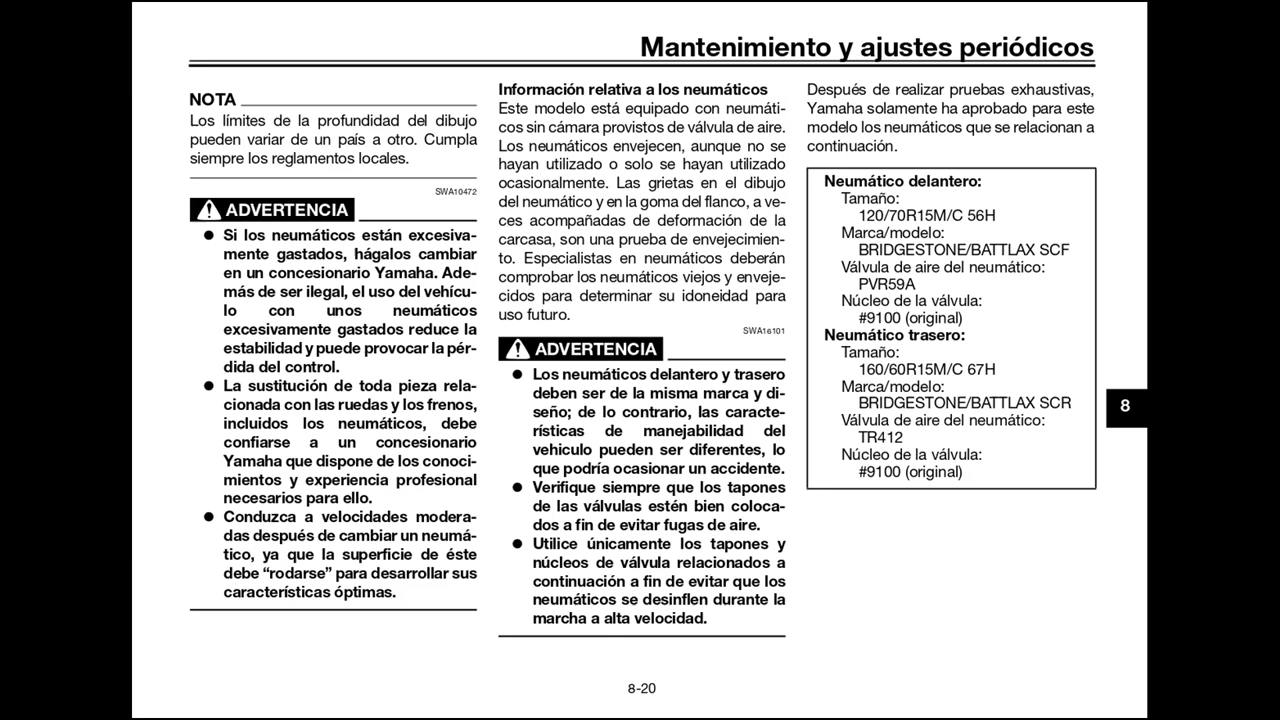 Mantenimiento y ajustes periódicos
NOTA
Los límites de la profundidad del dibujo
pueden variar de un país a otro. Cumpla
siempre los reglamentos locales.
SWA10472
ADVERTENCIA
● Si los neumáticos están excesiva-
mente gastados, hágalos cambiar
en un concesionario Yamaha. Ade-
más de ser ilegal, el uso del vehícu-
lo con unos neumáticos
excesivamente gastados reduce la
estabilidad y puede provocar la pér-
dida del control.
● La sustitución de toda pieza rela-
cionada con las ruedas y los frenos,
incluidos los neumáticos, debe
confiarse a un concesionario
Yamaha que dispone de los conoci-
mientos y experiencia profesional
necesarios para ello.
● Conduzca a velocidades modera-
das después de cambiar un neumá-
tico, ya que la superficie de éste
debe “rodarse” para desarrollar sus
características óptimas.
Información relativa a los neumáticos
Este modelo está equipado con neumáti-
cos sin cámara provistos de válvula de aire.
Los neumáticos envejecen, aunque no se
hayan utilizado o solo se hayan utilizado
ocasionalmente. Las grietas en el dibujo
del neumático y en la goma del flanco, a ve-
ces acompañadas de deformación de la
carcasa, son una prueba de envejecimien-
to. Especialistas en neumáticos deberán
comprobar los neumáticos viejos y enveje-
cidos para determinar su idoneidad para
uso futuro.
SWA16101
ADVERTENCIA
● Los neumáticos delantero y trasero
deben ser de la misma marca y di-
seño; de lo contrario, las caracte-
rísticas de manejabilidad del
vehiculo pueden ser diferentes, lo
que podría ocasionar un accidente.
● Verifique siempre que los tapones
de las válvulas estén bien coloca-
dos a fin de evitar fugas de aire.
● Utilice únicamente los tapones y
núcleos de válvula relacionados a
continuación a fin de evitar que los
neumáticos se desinflen durante la
marcha a alta velocidad.
Después de realizar pruebas exhaustivas,
Yamaha solamente ha aprobado para este
modelo los neumáticos que se relacionan a
continuación.
Neumático delantero:
Tamaño:
120/70R15M/C 56H
Marca/modelo:
BRIDGESTONE/BATTLAX SCF
Válvula de aire del neumático:
PVR59A
Núcleo de la válvula:
#9100 (original)
Neumático trasero:
Tamaño:
160/60R15M/C 67H
Marca/modelo:
BRIDGESTONE/BATTLAX SCR
Válvula de aire del neumático:
TR412
Núcleo de la válvula:
#9100 (original)
8
8-20